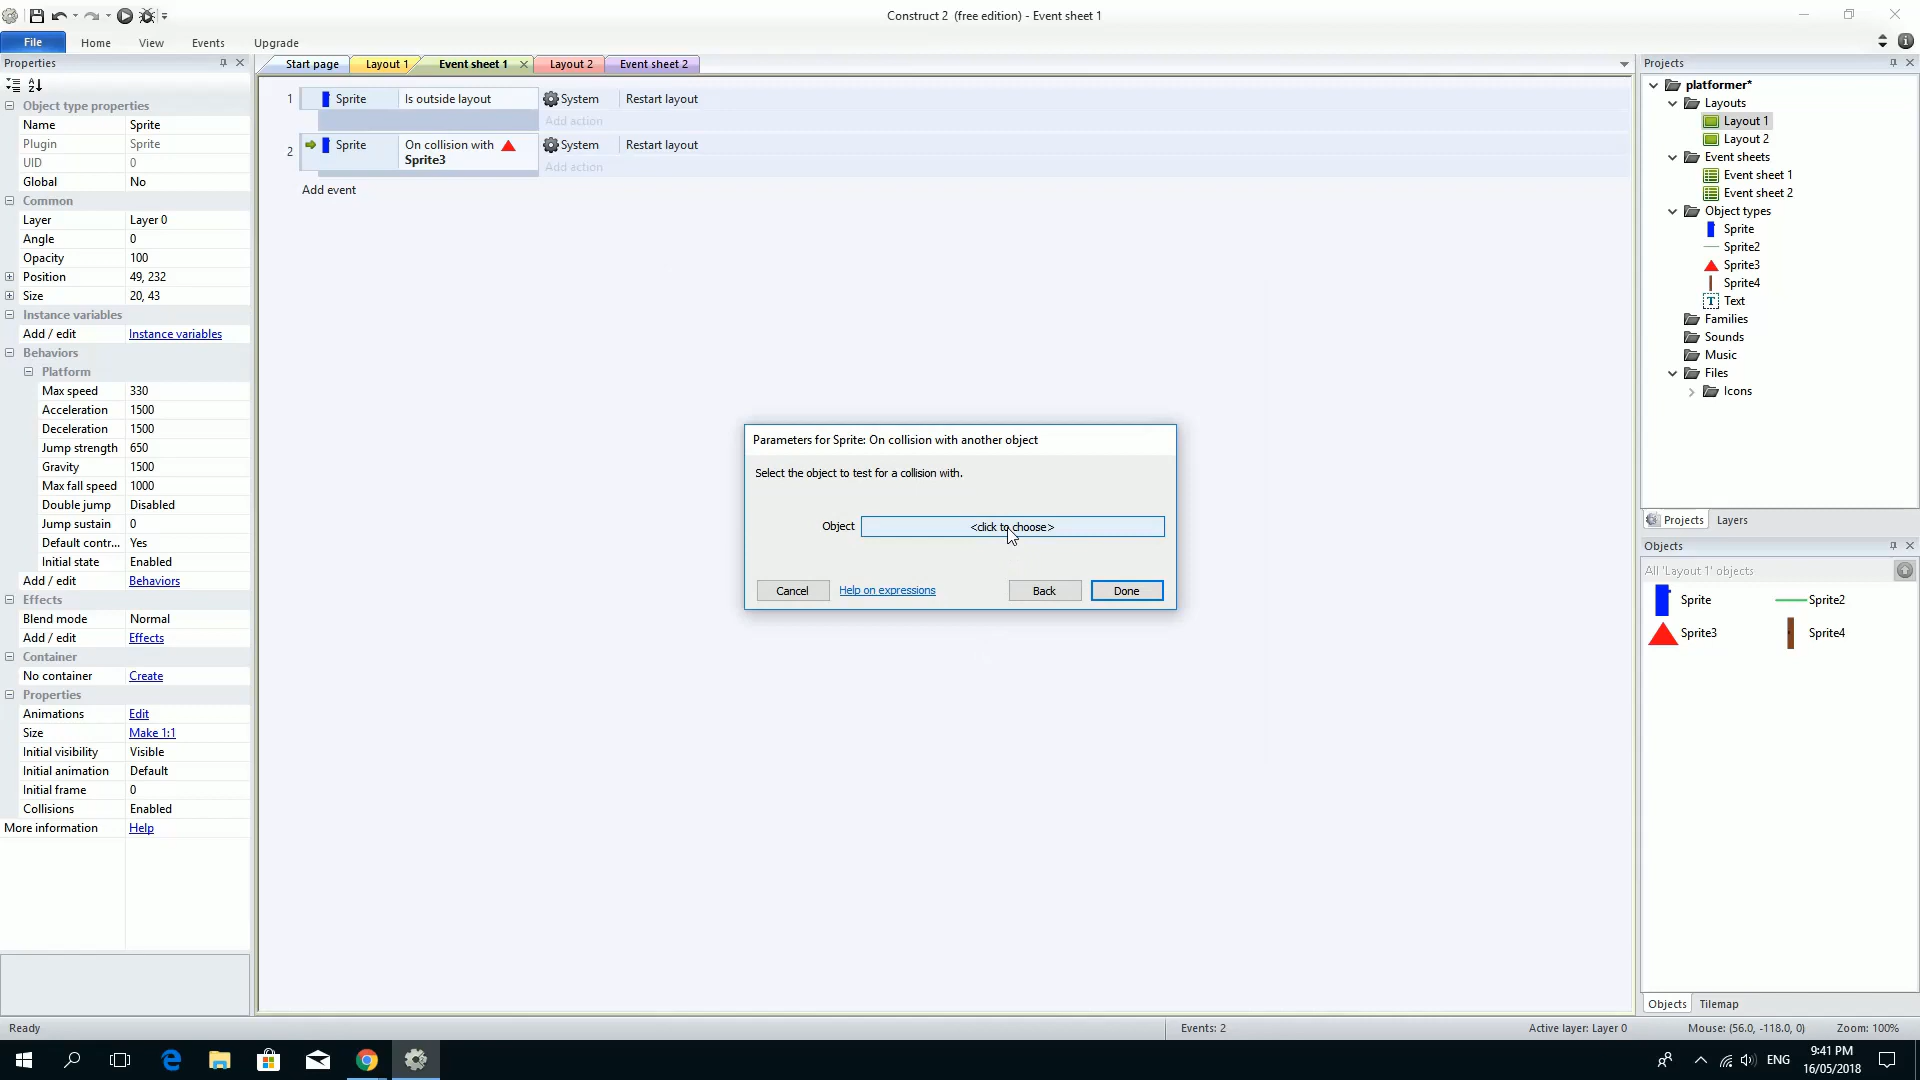 Construct 2 (free edition) - Event sheet 1
File Home View Events Upgrade
Properties
Object type properties
Name Sprite
Plugin Sprite
UID 0
Global No
Common
Layer Layer 0
Angle 0
Opacity 100
Position 49, 232
Size 20, 43
Instance variables
Add / edit Instance variables
Behaviors
Platform
Max speed 330
Acceleration 1500
Deceleration 1500
Jump strength 650
Gravity 1500
Max fall speed 1000
Double jump Disabled
Jump sustain 0
Default contr... Yes
Initial state Enabled
Add / edit Behaviors
Effects
Blend mode Normal
Add / edit Effects
Container
No container Create
Properties
Animations Edit
Size Make 1:1
Initial visibility Visible
Initial animation Default
Initial frame 0
Collisions Enabled
More information Help
Start page Layout 1 Event sheet 1 Layout 2 Event sheet 2
1 Sprite Is outside layout System Restart layout
Add action
2 Sprite On collision with System Restart layout
Sprite3
Add action
Add event
Parameters for Sprite: On collision with another object
Select the object to test for a collision with.
Object <click to choose>
Cancel Help on expressions Back Done
Projects
platformer*
Layouts
Layout 1
Layout 2
Event sheets
Event sheet 1
Event sheet 2
Object types
Sprite
Sprite2
Sprite3
Sprite4
Text
Families
Sounds
Music
Files
Icons
Projects Layers
Objects
All 'Layout 1' objects
Sprite Sprite2
Sprite3 Sprite4
Objects Tilemap
Ready Events: 2 Active layer: Layer 0 Mouse: (56.0, -118.0, 0) Zoom: 100%
ENG
9:41 PM
16/05/2018